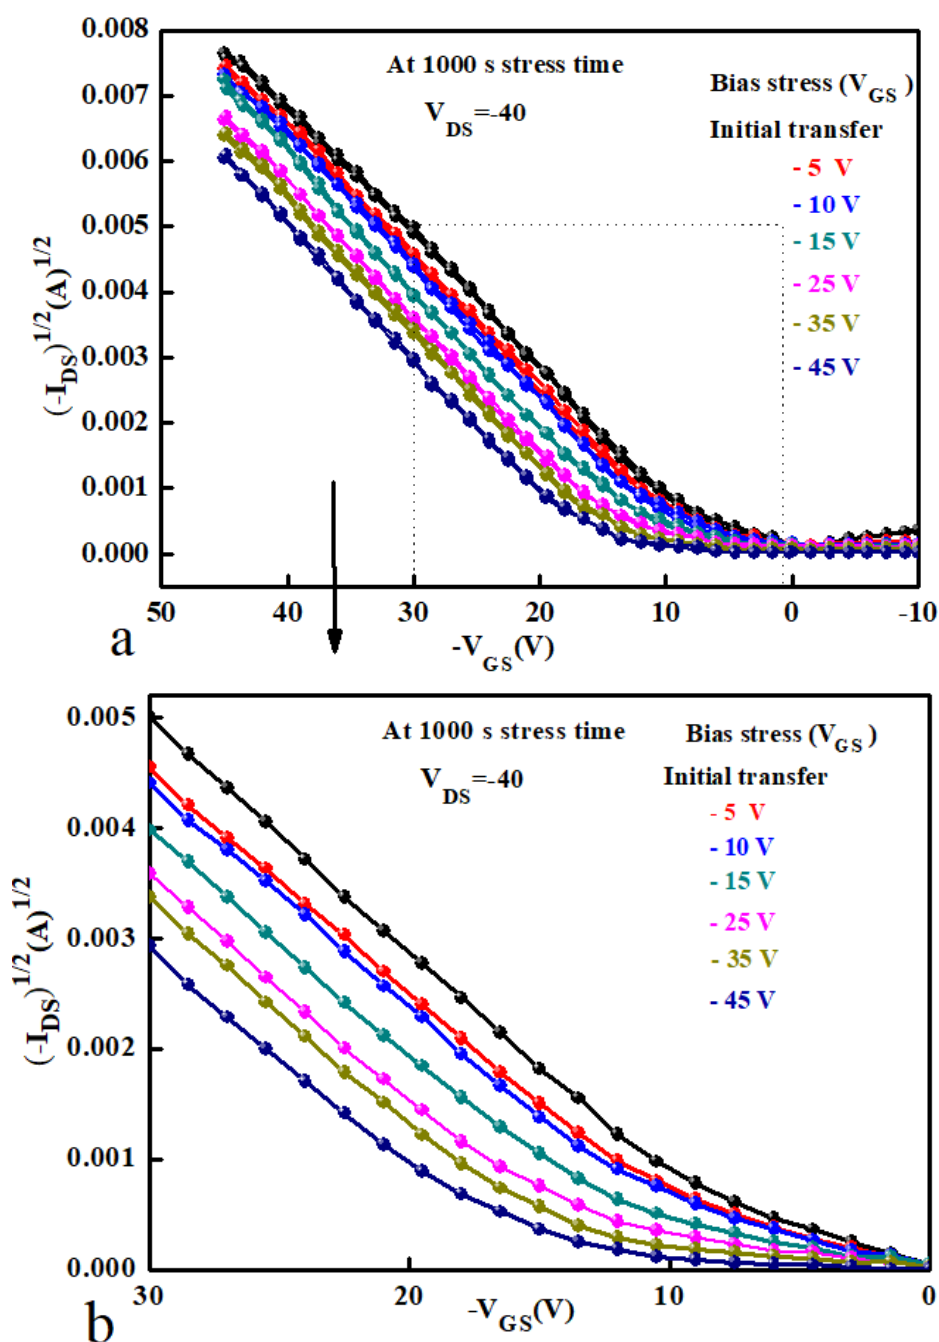 0.008
0.007
0.006
0.005
0.004
0.003
0.002
0.001
0.000
(-I_DS)^1/2(A)^1/2
At 1000 s stress time
V_DS=-40
Bias stress (V_GS)
Initial transfer
- 5 V
- 10 V
- 15 V
- 25 V
- 35 V
- 45 V
50 40 30 20 10 0 -10
-V_GS(V)
a
0.005
0.004
0.003
0.002
0.001
0.000
(-I_DS)^1/2(A)^1/2
At 1000 s stress time
V_DS=-40
Bias stress (V_GS)
Initial transfer
- 5 V
- 10 V
- 15 V
- 25 V
- 35 V
- 45 V
30 20 10 0
-V_GS(V)
b